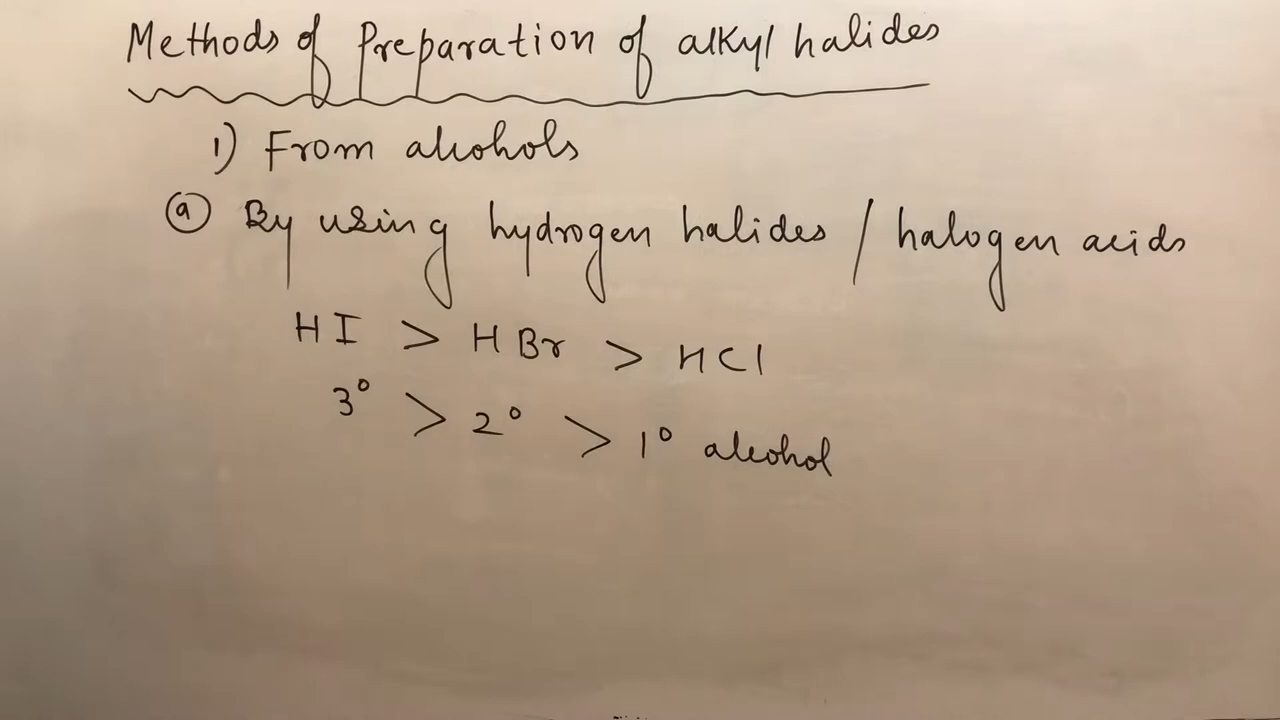 Methods of Preparation of alkyl halides
1) From alcohols
ⓐ By using hydrogen halides / halogen acids
HI > HBr > HCl
3° > 2° > 1° alcohol